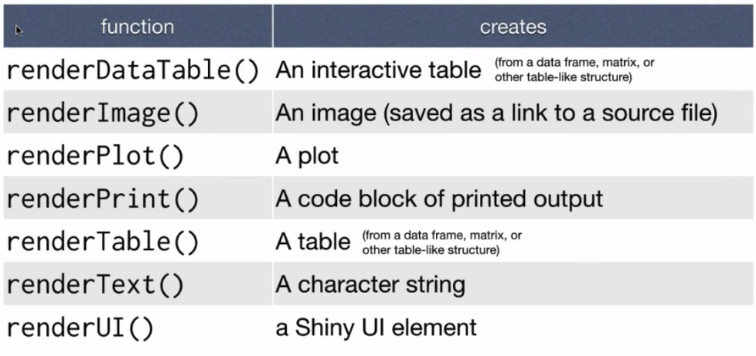 function creates
renderDataTable() An interactive table (from a data frame, matrix, or
other table-like structure)
renderImage() An image (saved as a link to a source file)
renderPlot() A plot
renderPrint() A code block of printed output
renderTable() A table (from a data frame, matrix, or
other table-like structure)
renderText() A character string
renderUI() a Shiny UI element